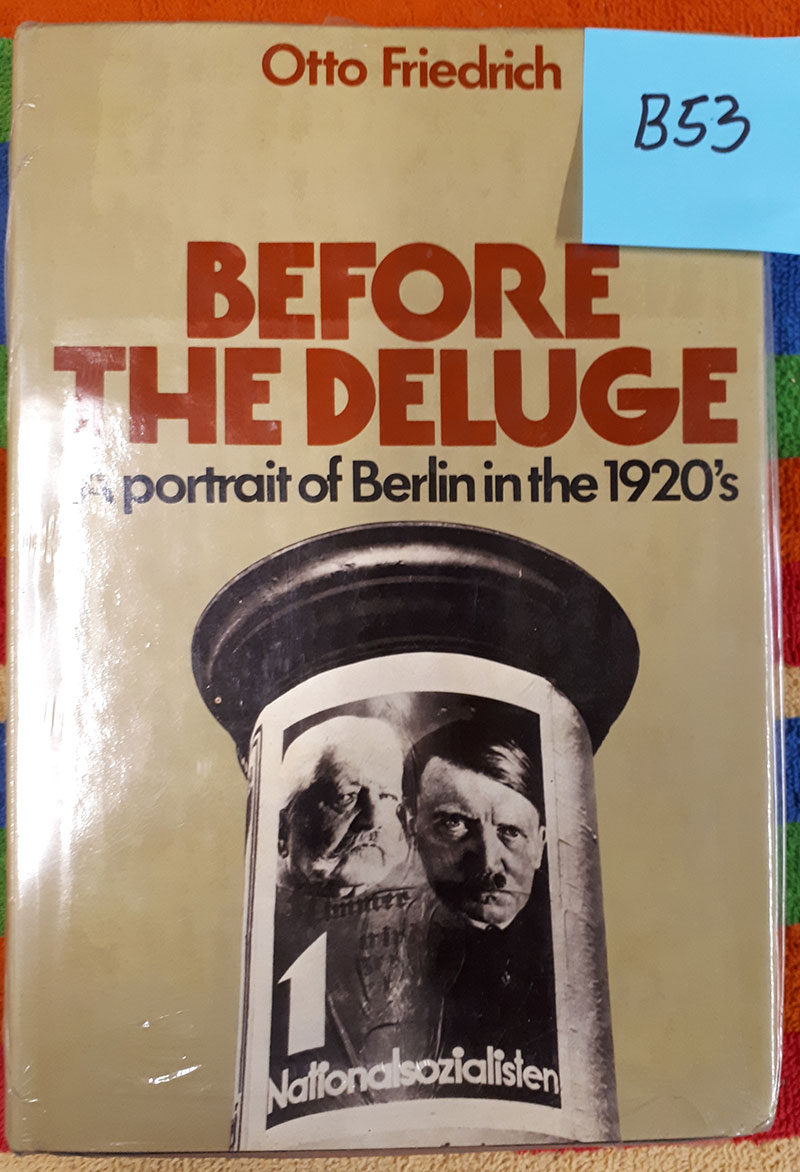 Otto Friedrich
B53
BEFORE
THE DELUGE
A portrait of Berlin in the 1920's
1
Nationalsozialisten